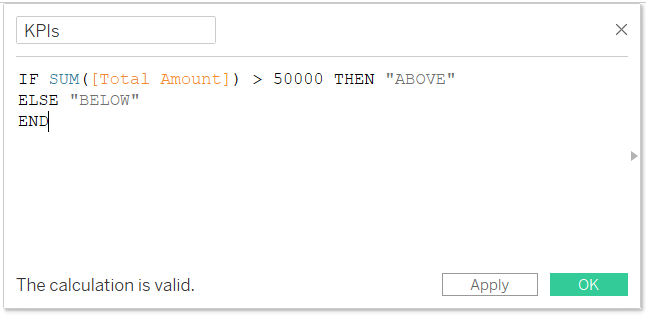 KPIs
IF SUM([Total Amount]) > 50000 THEN "ABOVE"
ELSE "BELOW"
END
The calculation is valid.
Apply
OK